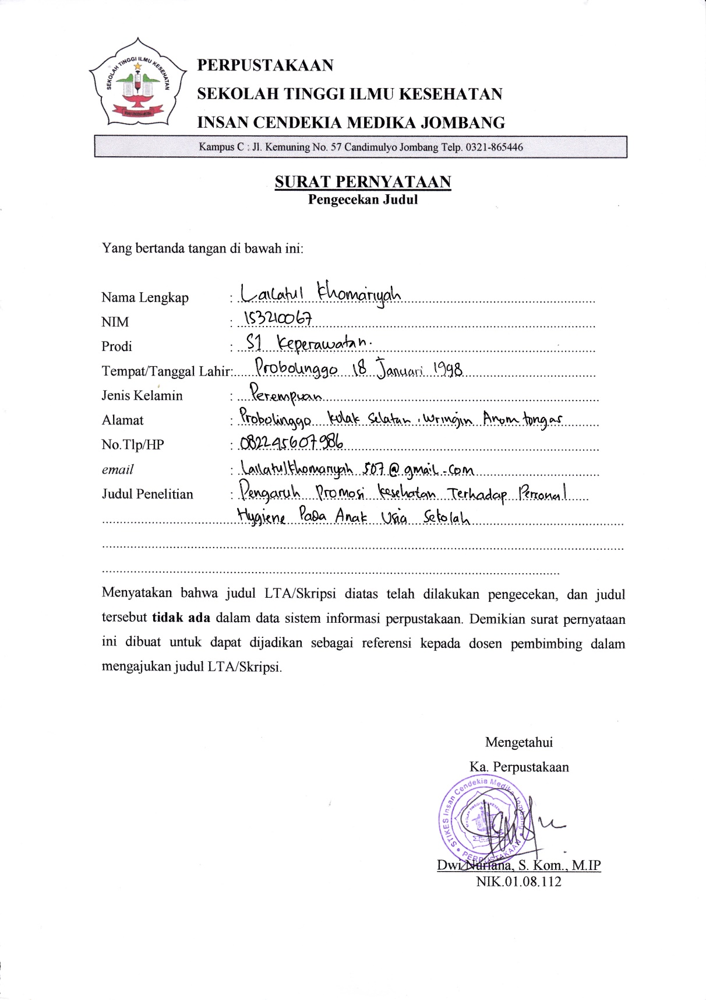 SEKOLAH TINGGI ILMU KESEHATAN
PERPUSTAKAAN
SEKOLAH TINGGI ILMU KESEHATAN
INSAN CENDEKIA MEDIKA JOMBANG
Kampus C : Jl. Kemuning No. 57 Candimulyo Jombang Telp. 0321-865446
SURAT PERNYATAAN
Pengecekan Judul
Yang bertanda tangan di bawah ini:
Nama Lengkap : Lailatul Khomariyah
NIM : 153210067
Prodi : S1 Keperawatan.
Tempat/Tanggal Lahir: Probolinggo 18 Januari 1998
Jenis Kelamin : Perempuan
Alamat : Probolinggo kulak selatan, Wringin Anom tongas
No.Tlp/HP : 082245607986
email : lailatulkhomariyah507@gmail.com
Judul Penelitian : Pengaruh Promosi Kesehatan Terhadap Personal
Hygiene Pada Anak Usia Sekolah
Menyatakan bahwa judul LTA/Skripsi diatas telah dilakukan pengecekan, dan judul
tersebut tidak ada dalam data sistem informasi perpustakaan. Demikian surat pernyataan
ini dibuat untuk dapat dijadikan sebagai referensi kepada dosen pembimbing dalam
mengajukan judul LTA/Skripsi.
Mengetahui
Ka. Perpustakaan
STIKES Insan Cendekia Medika Jombang
PERPUSTAKAAN
Dwi Nuriana, S. Kom., M.IP
NIK.01.08.112